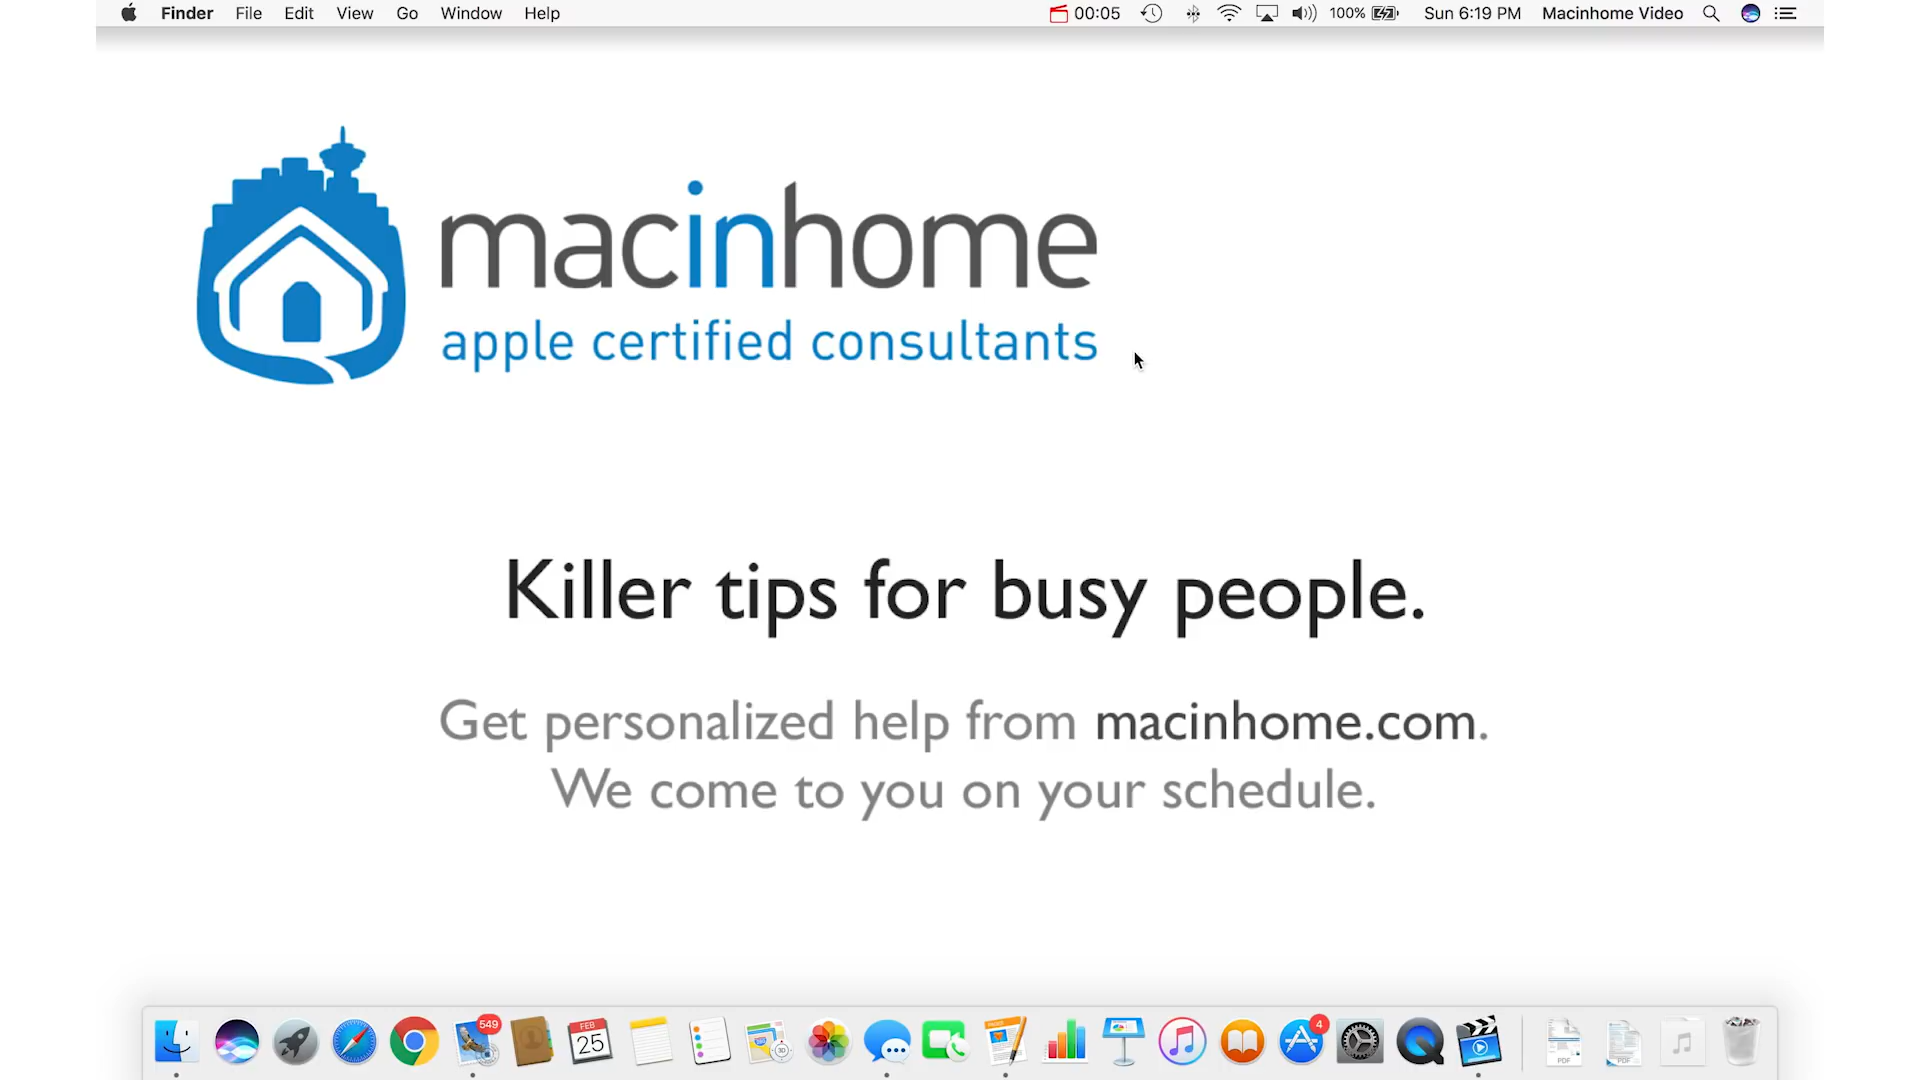 Finder File Edit View Go Window Help 00:05 100% Sun 6:19 PM Macinhome Video
macinhome
apple certified consultants
Killer tips for busy people.
Get personalized help from macinhome.com.
We come to you on your schedule.
549
FEB
25
4
PDF
PDF